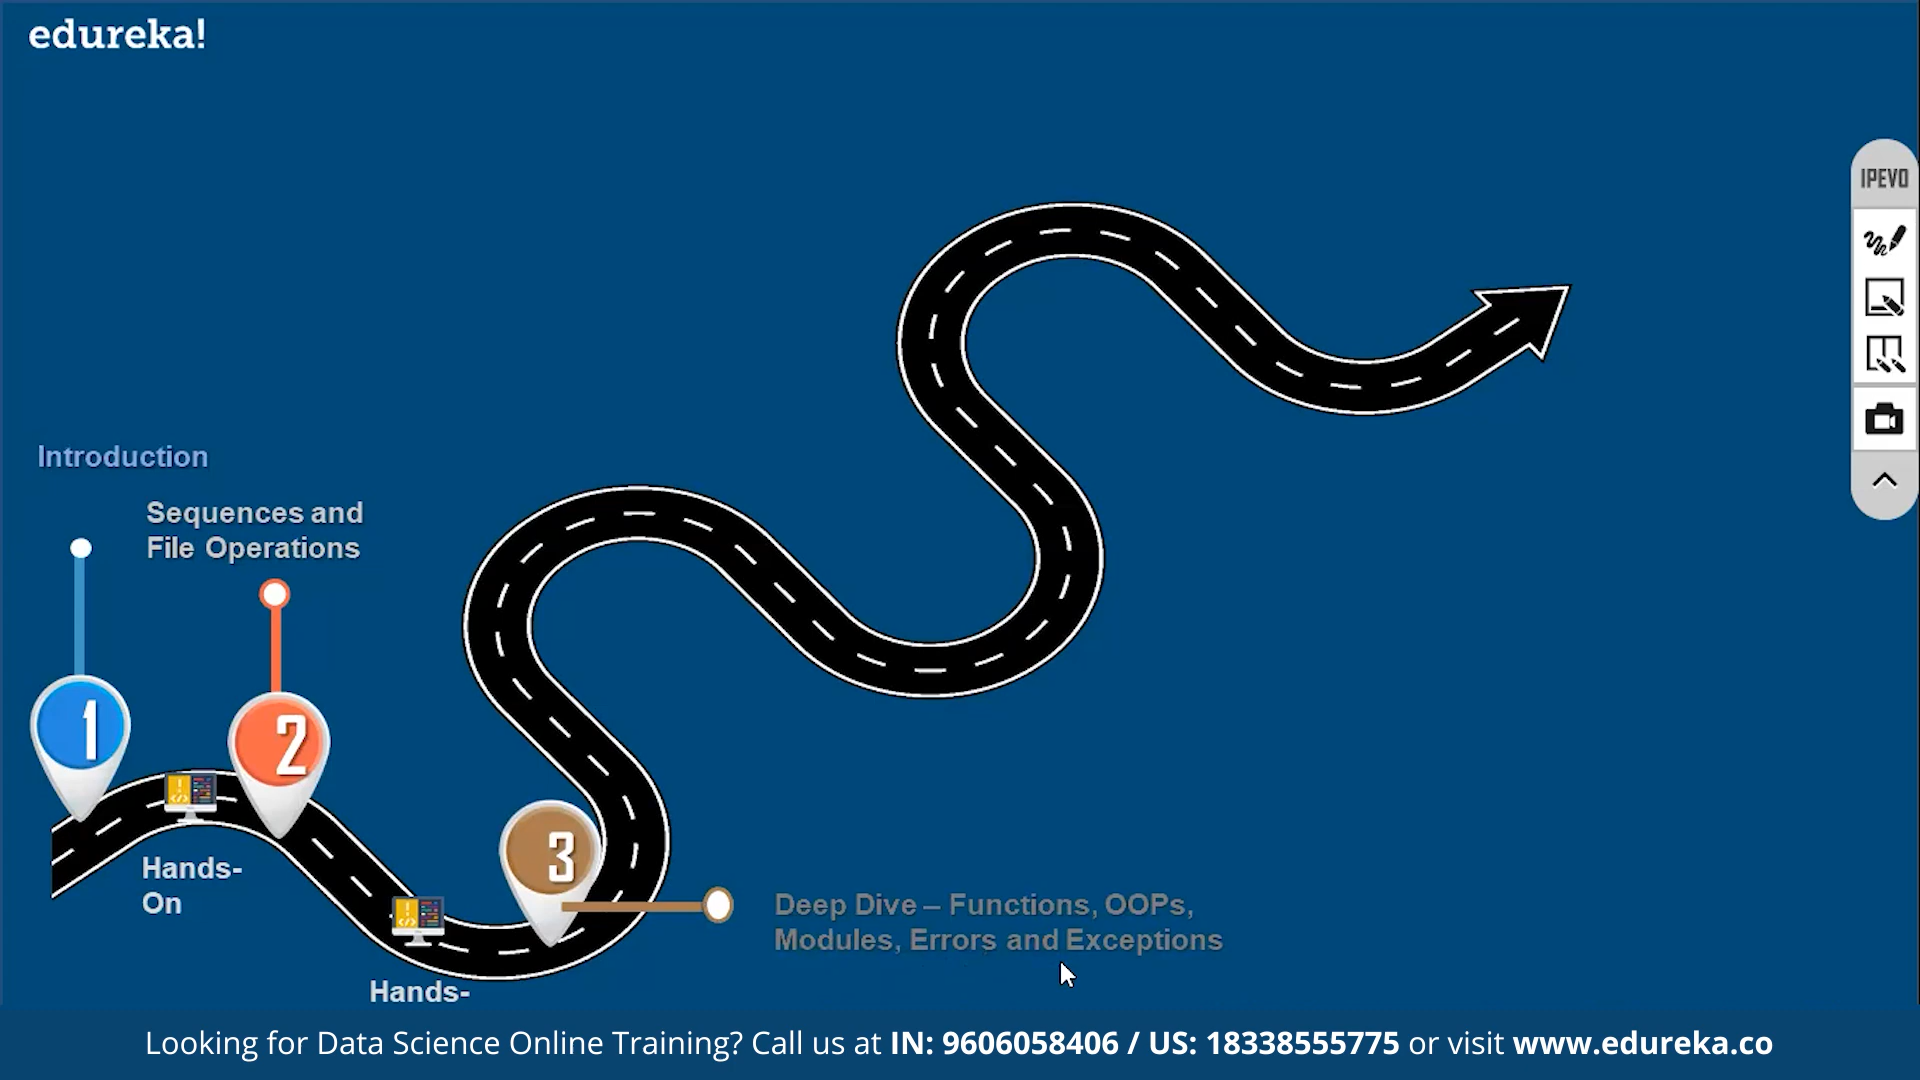 edureka!
IPEVO
Introduction
Sequences and
File Operations
1
2
Hands-
On
3
Deep Dive – Functions, OOPs,
Modules, Errors and Exceptions
Hands-
Looking for Data Science Online Training? Call us at IN: 9606058406 / US: 18338555775 or visit www.edureka.co